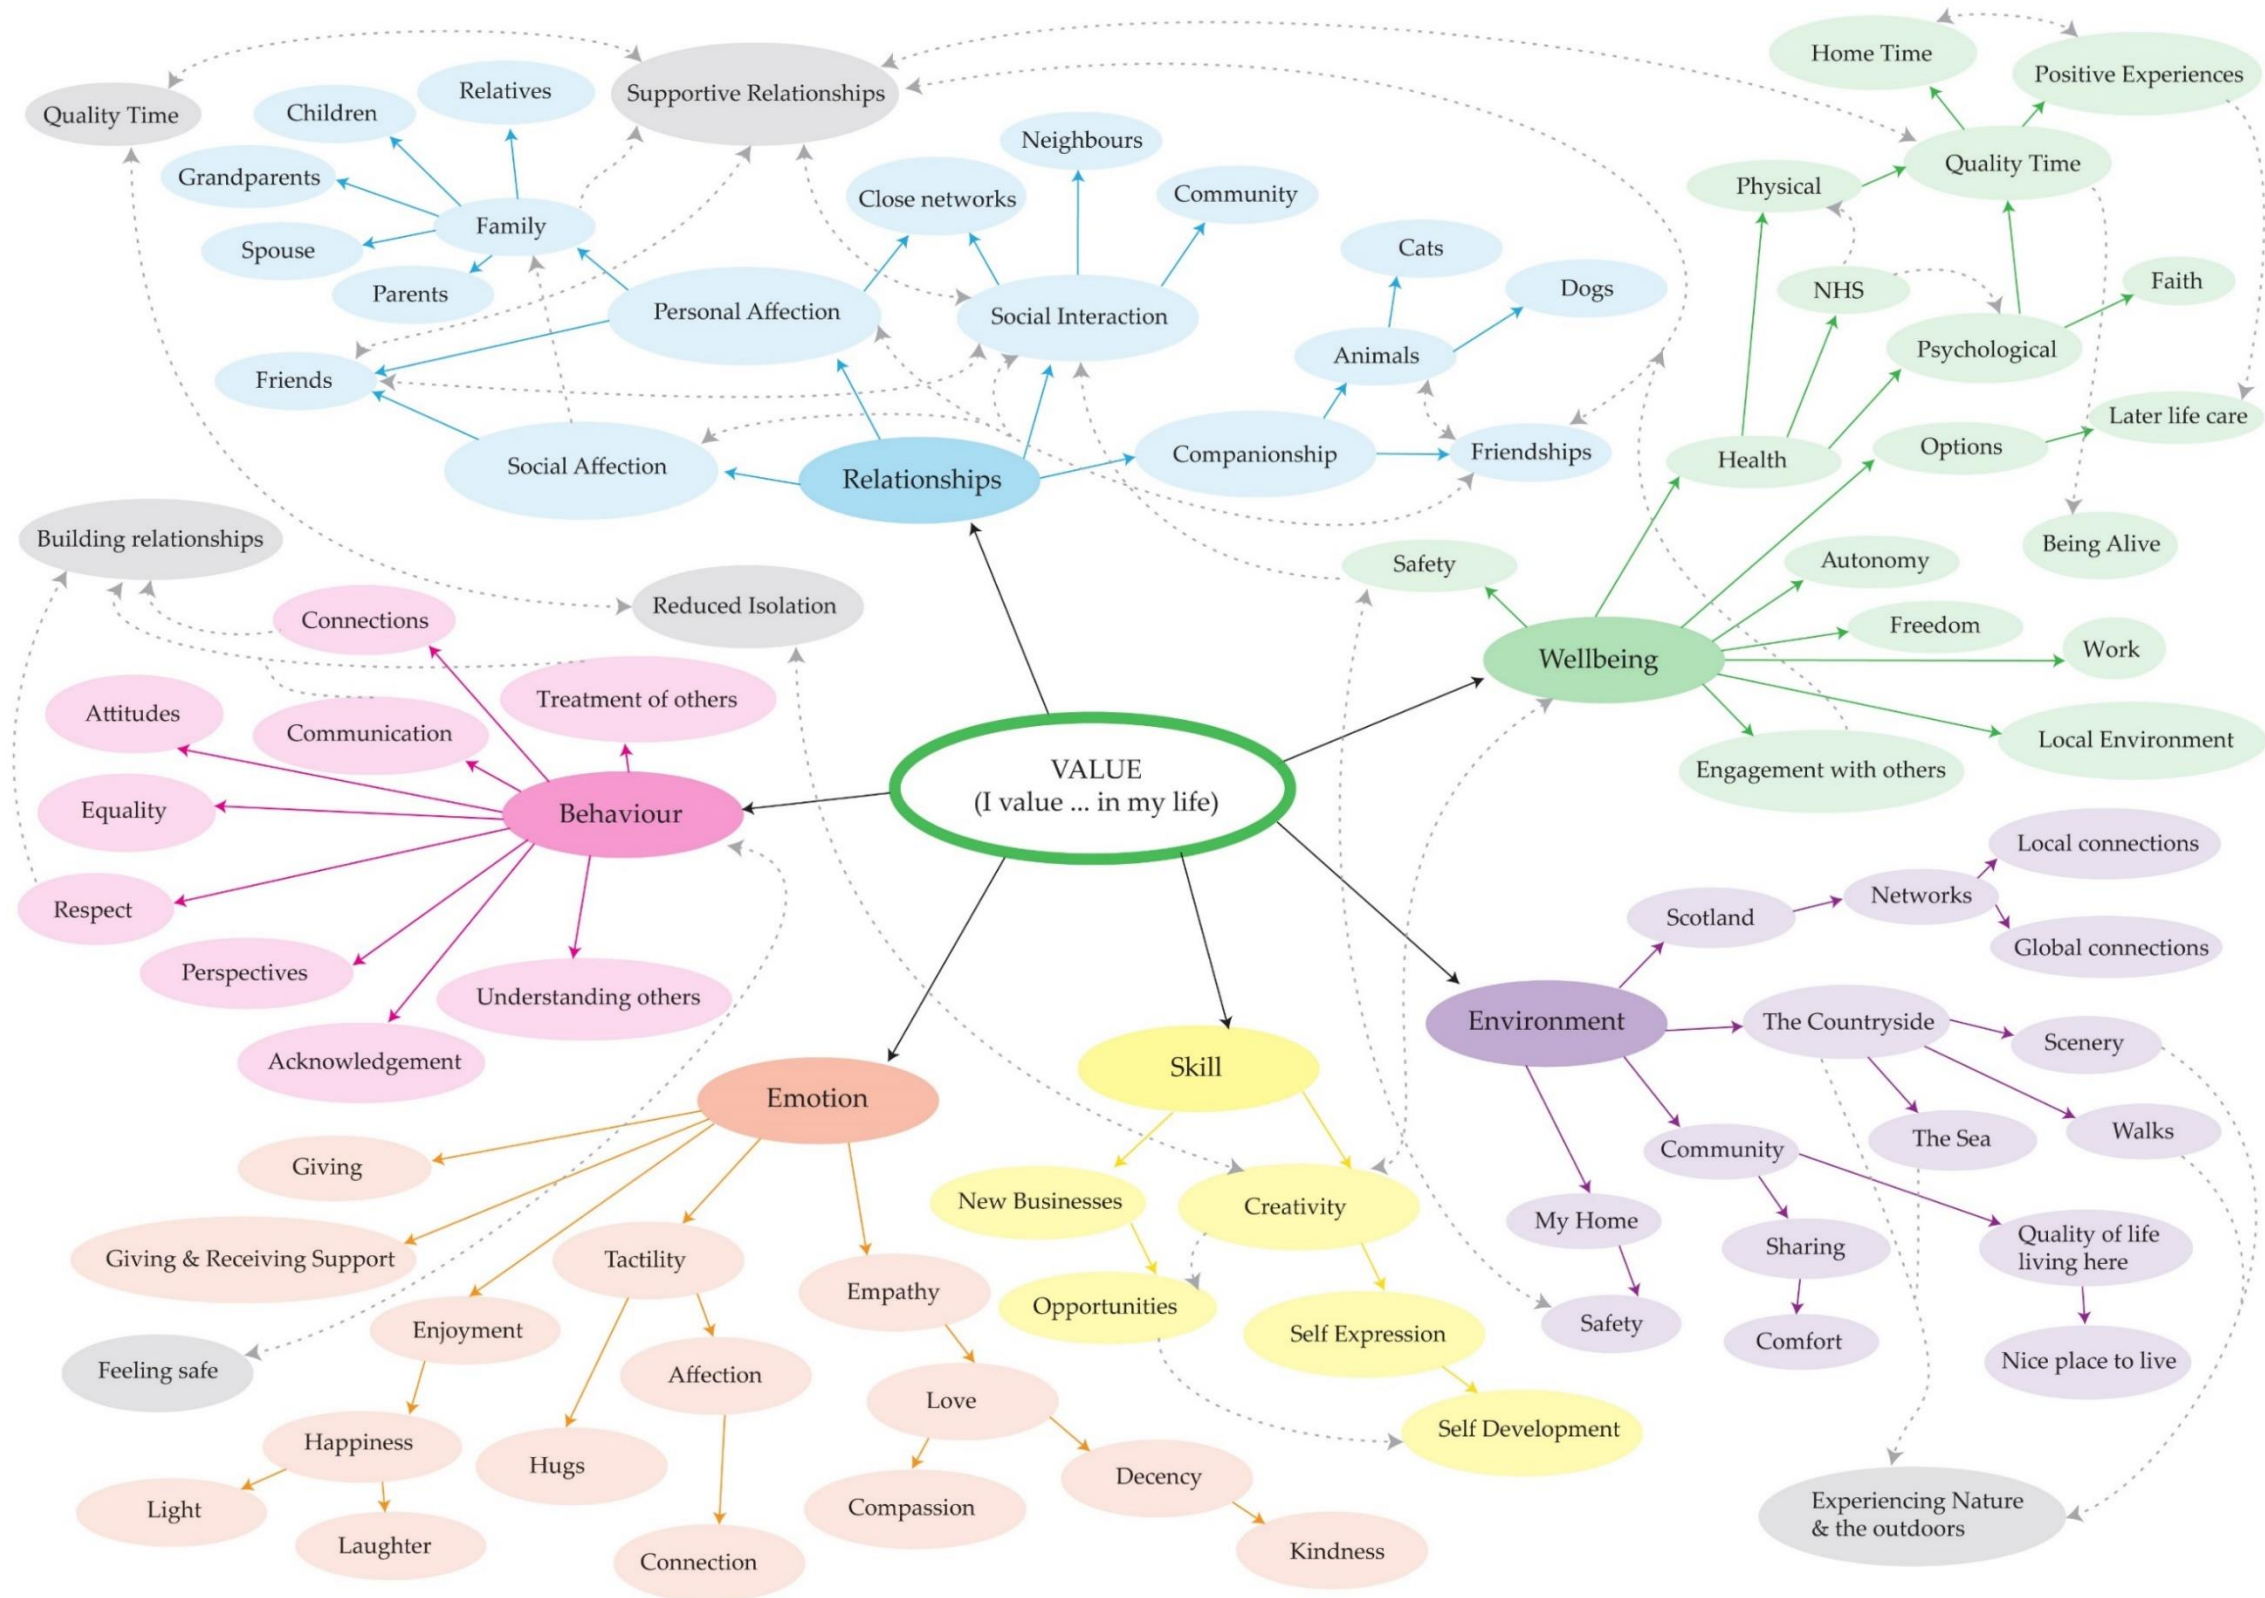 Home Time
Positive Experiences
Quality Time
Supportive Relationships
Children
Relatives
Neighbours
Quality Time
Grandparents
Close networks
Community
Physical
Family
Spouse
Parents
Cats
Dogs
NHS
Faith
Personal Affection
Social Interaction
Animals
Psychological
Friends
Later life care
Social Affection
Relationships
Companionship
Friendships
Health
Options
Building relationships
Being Alive
Safety
Autonomy
Connections
Reduced Isolation
Freedom
Work
Wellbeing
Attitudes
Treatment of others
Communication
Local Environment
VALUE
(I value ... in my life)
Engagement with others
Equality
Behaviour
Local connections
Respect
Scotland
Networks
Global connections
Perspectives
Understanding others
Environment
The Countryside
Scenery
Acknowledgement
Skill
Emotion
Giving
Community
The Sea
Walks
New Businesses
Creativity
My Home
Giving & Receiving Support
Tactility
Sharing
Quality of life
living here
Empathy
Opportunities
Enjoyment
Self Expression
Safety
Comfort
Nice place to live
Feeling safe
Affection
Love
Self Development
Happiness
Hugs
Decency
Light
Compassion
Experiencing Nature
& the outdoors
Laughter
Connection
Kindness